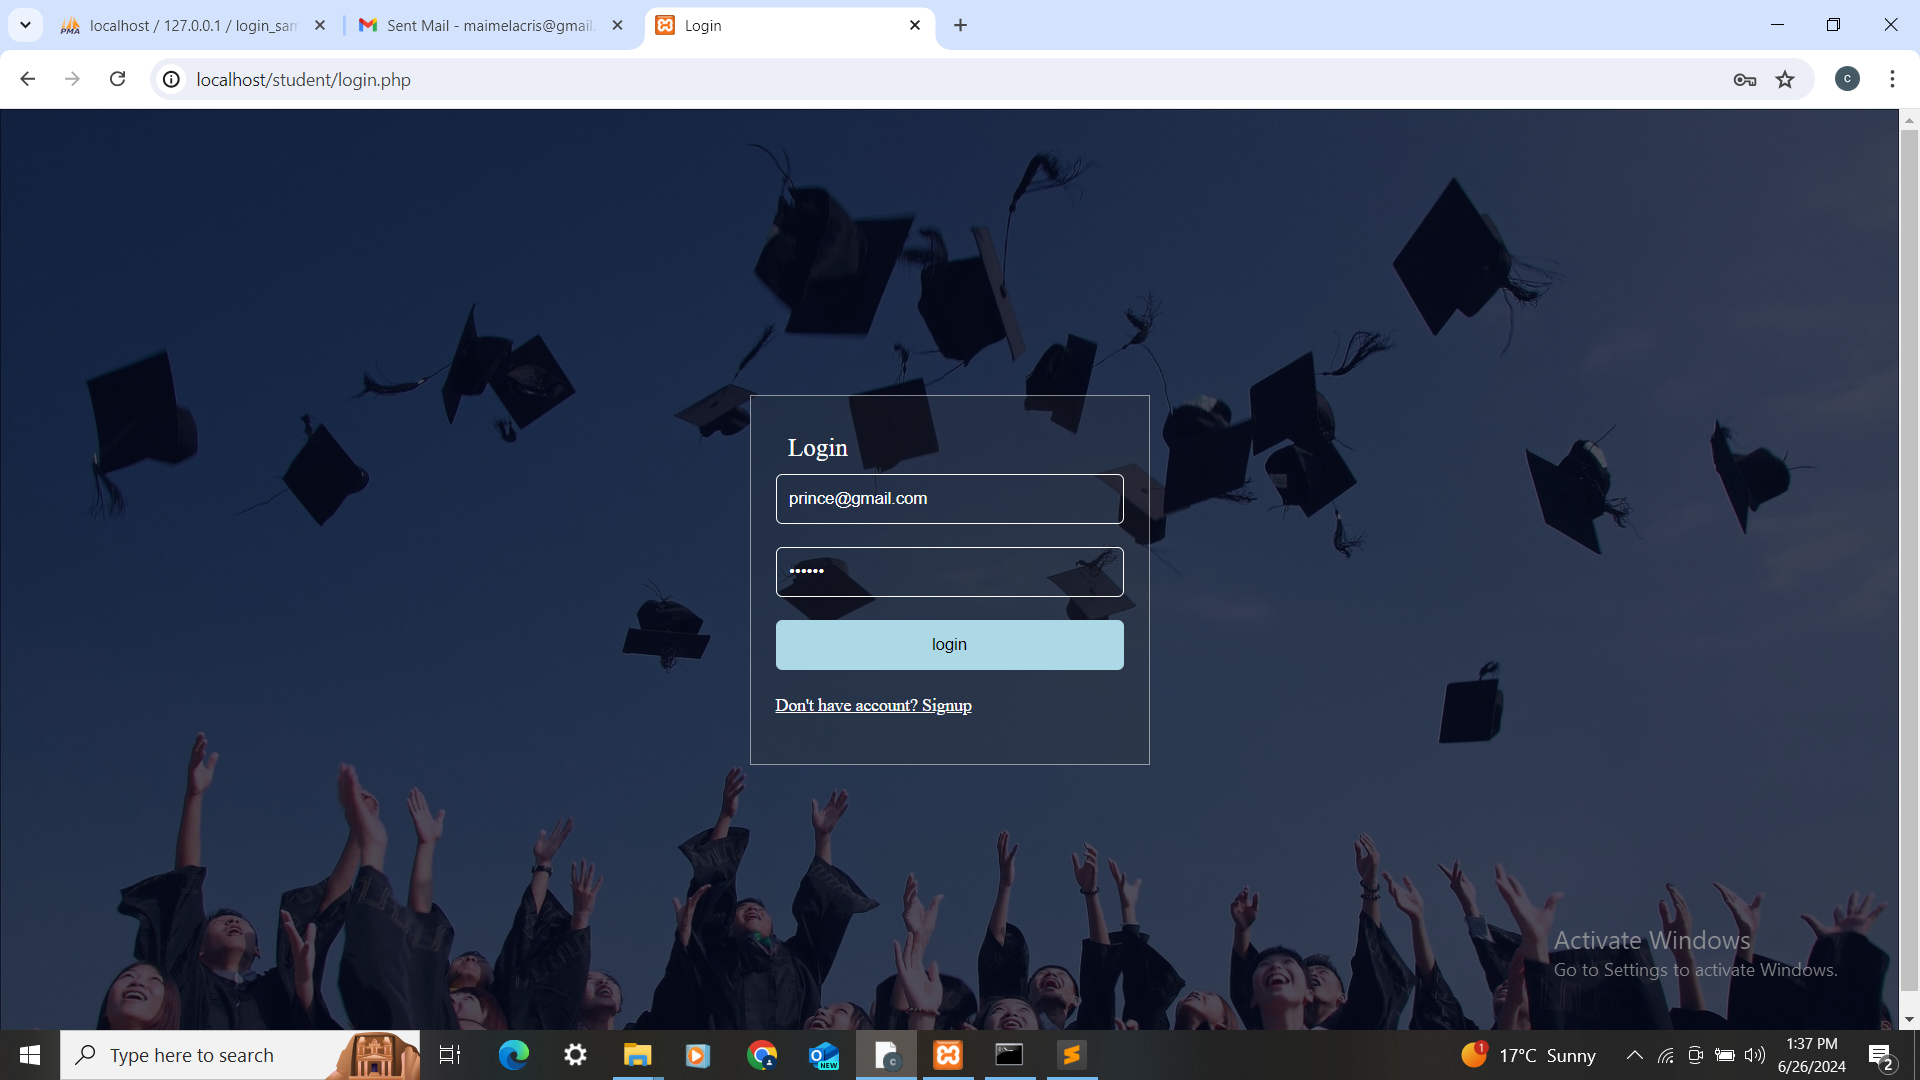 localhost / 127.0.0.1 / login_sam
Sent Mail - maimelacris@gmail.
Login
localhost/student/login.php
C
Login
prince@gmail.com
••••••
login
Don't have account? Signup
Activate Windows
Go to Settings to activate Windows.
Type here to search
NEW
1
17°C Sunny
1:37 PM
6/26/2024
2